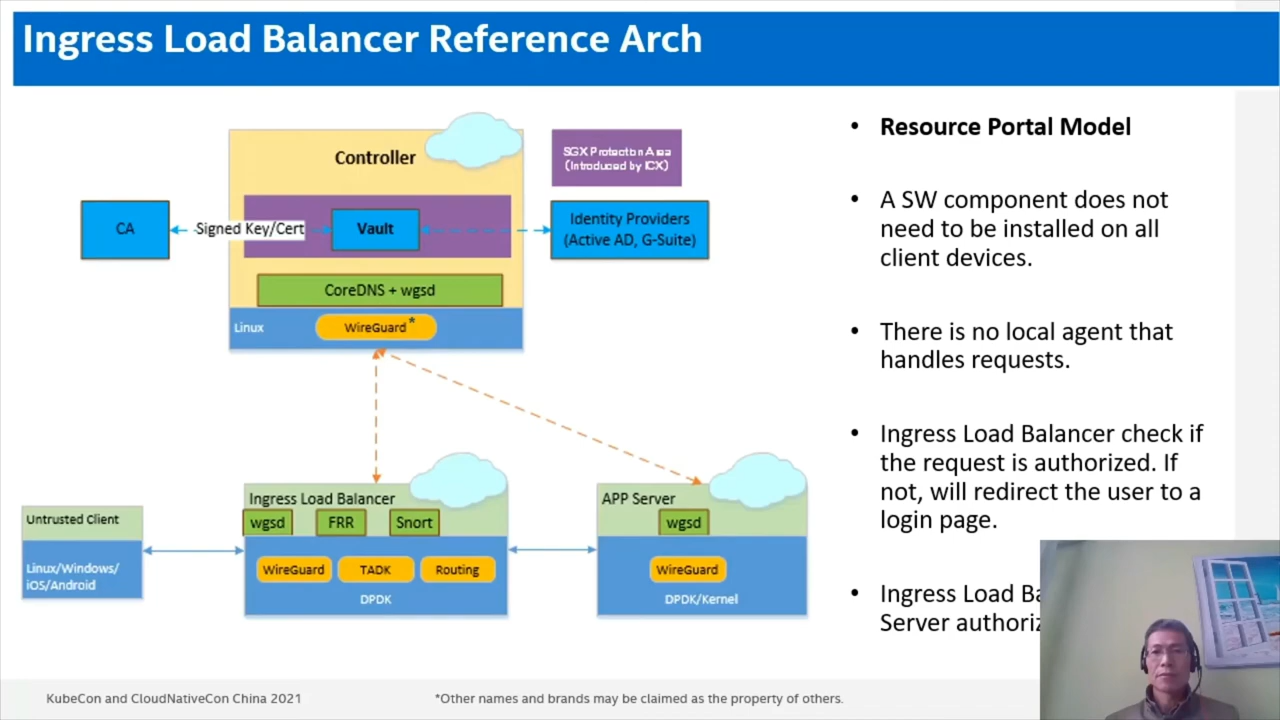 Ingress Load Balancer Reference Arch
Controller
SGX Protection Area
(Introduced by ICX)
CA
Signed Key/Cert
Vault
Identity Providers
(Active AD, G-Suite)
CoreDNS + wgsd
Linux
WireGuard*
Ingress Load Balancer
wgsd
FRR
Snort
WireGuard
TADK
Routing
DPDK
APP Server
wgsd
WireGuard
DPDK/Kernel
Untrusted Client
Linux/Windows/
iOS/Android
• Resource Portal Model
• A SW component does not
need to be installed on all
client devices.
• There is no local agent that
handles requests.
• Ingress Load Balancer check if
the request is authorized. If
not, will redirect the user to a
login page.
• Ingress Load
Server
KubeCon and CloudNativeCon China 2021
*Other names and brands may be claimed as the property of others.